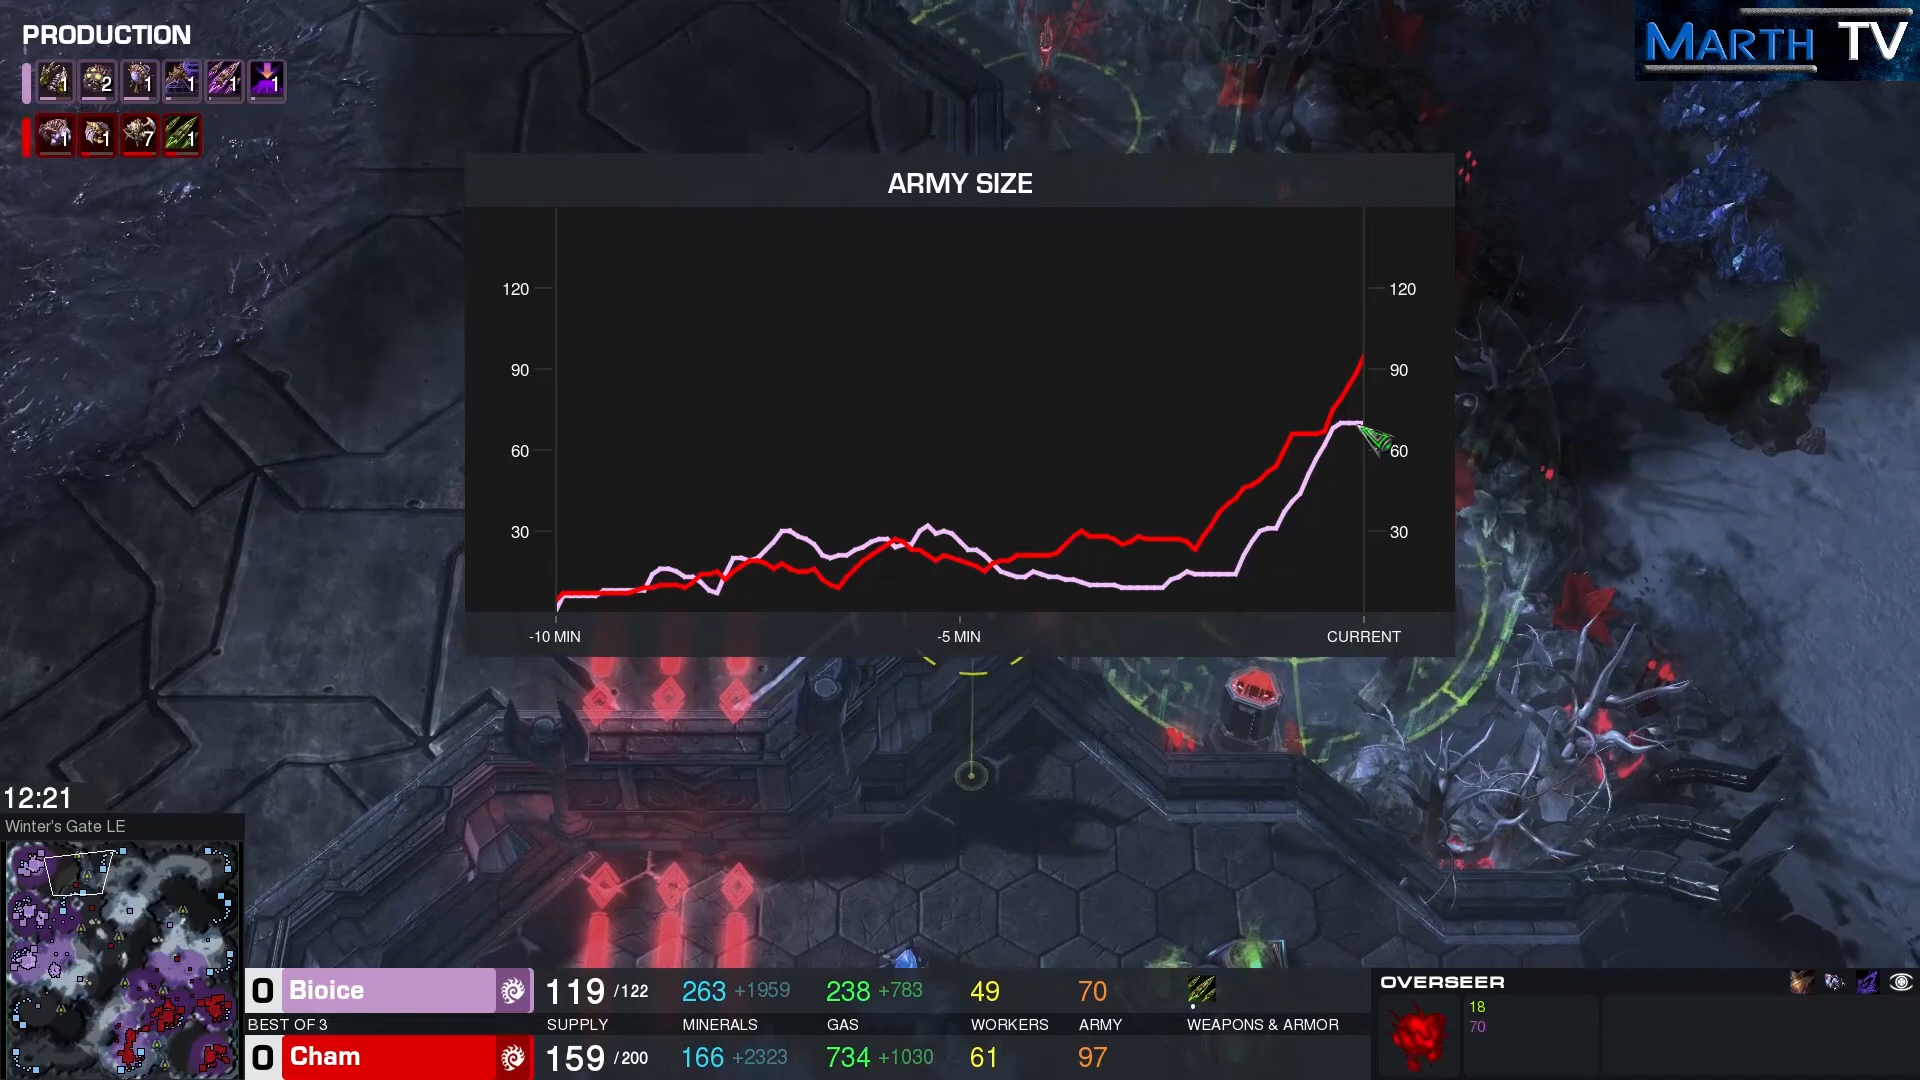 PRODUCTION
1 2 1 1 1 1
1 1 7 1
MARTH TV
ARMY SIZE
120 120
90 90
60 60
30 30
-10 MIN -5 MIN CURRENT
12:21
Winter's Gate LE
0 Bioice 119 /122 263 +1959 238 +783 49 70
BEST OF 3 SUPPLY MINERALS GAS WORKERS ARMY WEAPONS & ARMOR
0 Cham 159 /200 166 +2323 734 +1030 61 97
OVERSEER
18
70